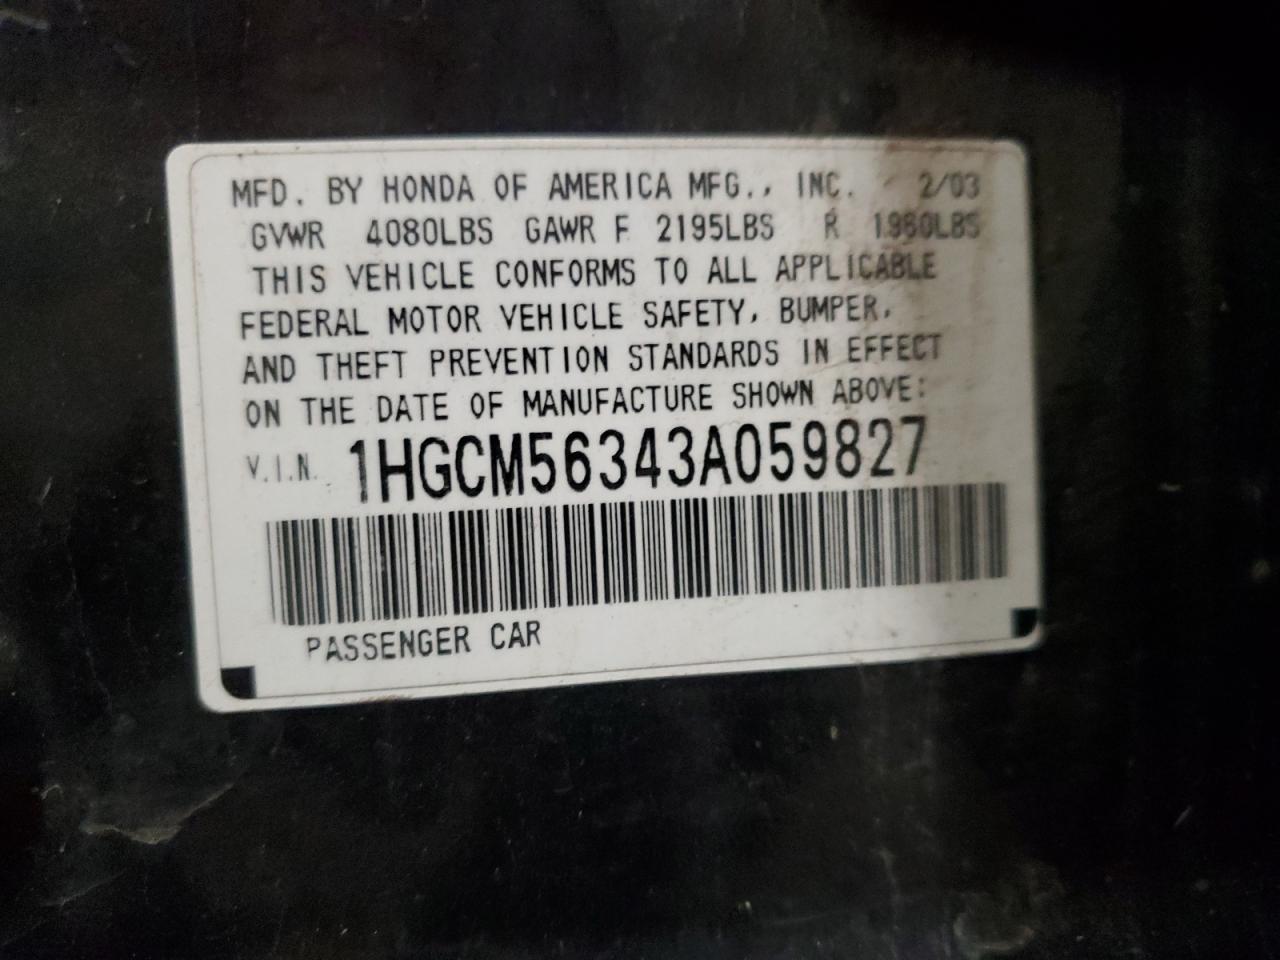 MFD. BY HONDA OF AMERICA MFG., INC. 2/03
GVWR 4080LBS GAWR F 2195LBS R 1980LBS
THIS VEHICLE CONFORMS TO ALL APPLICABLE
FEDERAL MOTOR VEHICLE SAFETY, BUMPER,
AND THEFT PREVENTION STANDARDS IN EFFECT
ON THE DATE OF MANUFACTURE SHOWN ABOVE:
V.I.N. 1HGCM56343A059827
PASSENGER CAR